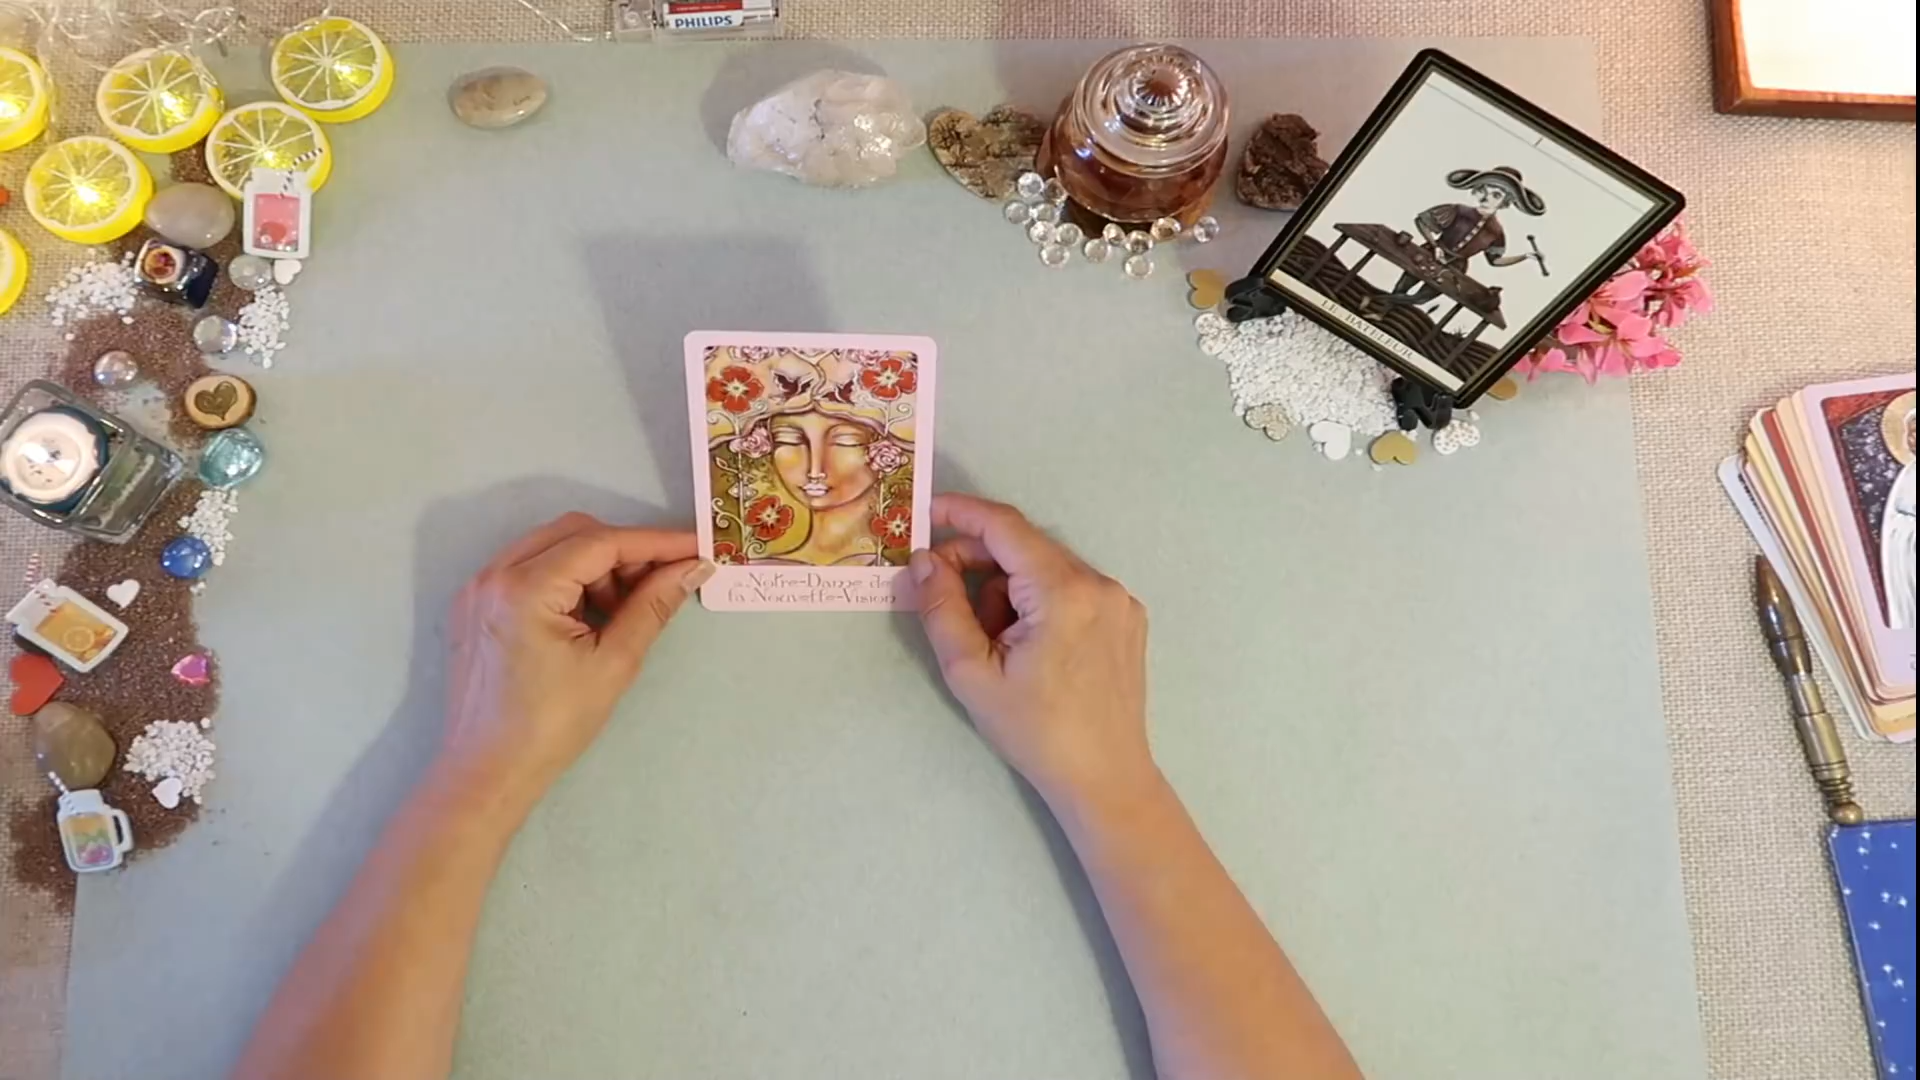 PHILIPS
I
LE BATELEUR
Notre-Dame de
la Nouvelle-Vision